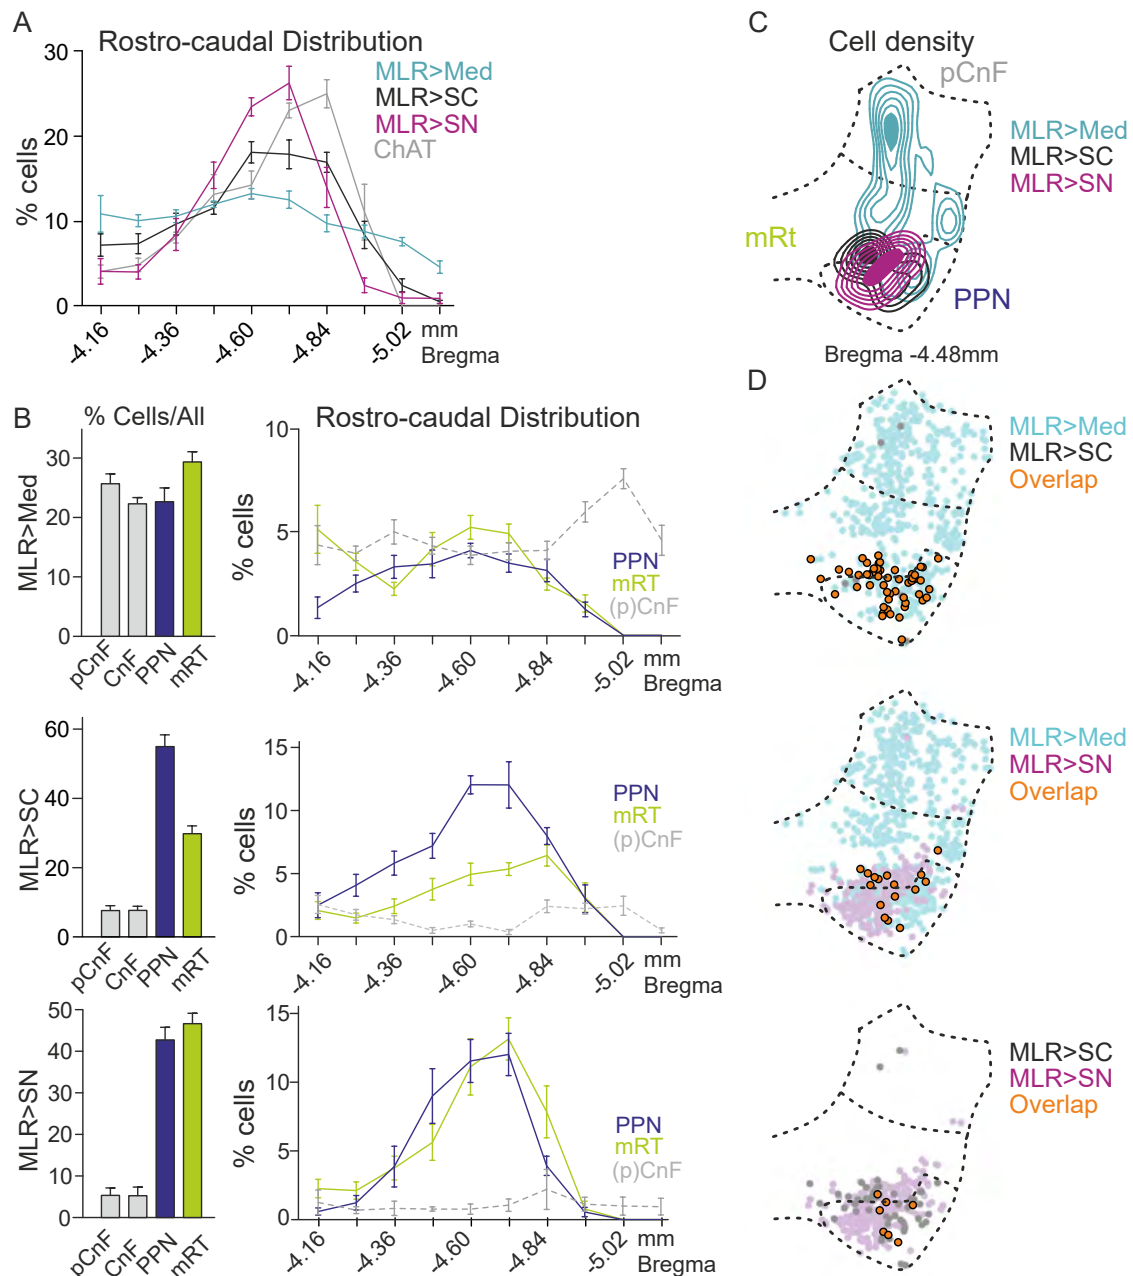 A
Rostro-caudal Distribution
MLR>Med
MLR>SC
MLR>SN
ChAT
% cells
30
20
10
0
-4.16
-4.36
-4.60
-4.84
-5.02
mm
Bregma
C
Cell density
pCnF
MLR>Med
MLR>SC
MLR>SN
mRt
PPN
Bregma -4.48mm
B
% Cells/All
MLR>Med
30
20
10
0
pCnF
CnF
PPN
mRT
Rostro-caudal Distribution
% cells
10
5
0
PPN
mRT
(p)CnF
-4.16
-4.36
-4.60
-4.84
-5.02
mm
Bregma
MLR>SC
60
40
20
0
pCnF
CnF
PPN
mRT
% cells
15
10
5
0
PPN
mRT
(p)CnF
-4.16
-4.36
-4.60
-4.84
-5.02
mm
Bregma
MLR>SN
50
40
30
20
10
0
pCnF
CnF
PPN
mRT
% cells
15
10
5
0
PPN
mRT
(p)CnF
-4.16
-4.36
-4.60
-4.84
-5.02
mm
Bregma
D
MLR>Med
MLR>SC
Overlap
MLR>Med
MLR>SN
Overlap
MLR>SC
MLR>SN
Overlap